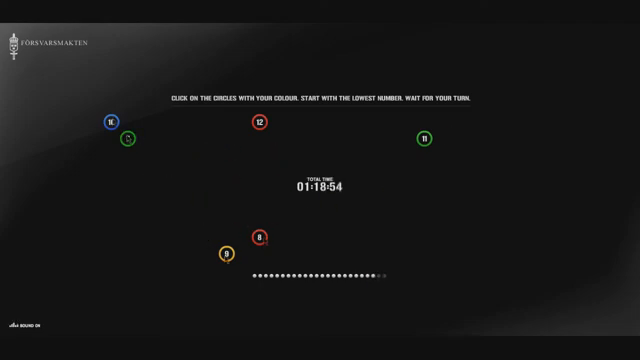 FÖRSVARSMAKTEN
CLICK ON THE CIRCLES WITH YOUR COLOUR. START WITH THE LOWEST NUMBER. WAIT FOR YOUR TURN.
12
11
TOTAL TIME
01:18:54
8
9
SOUND ON